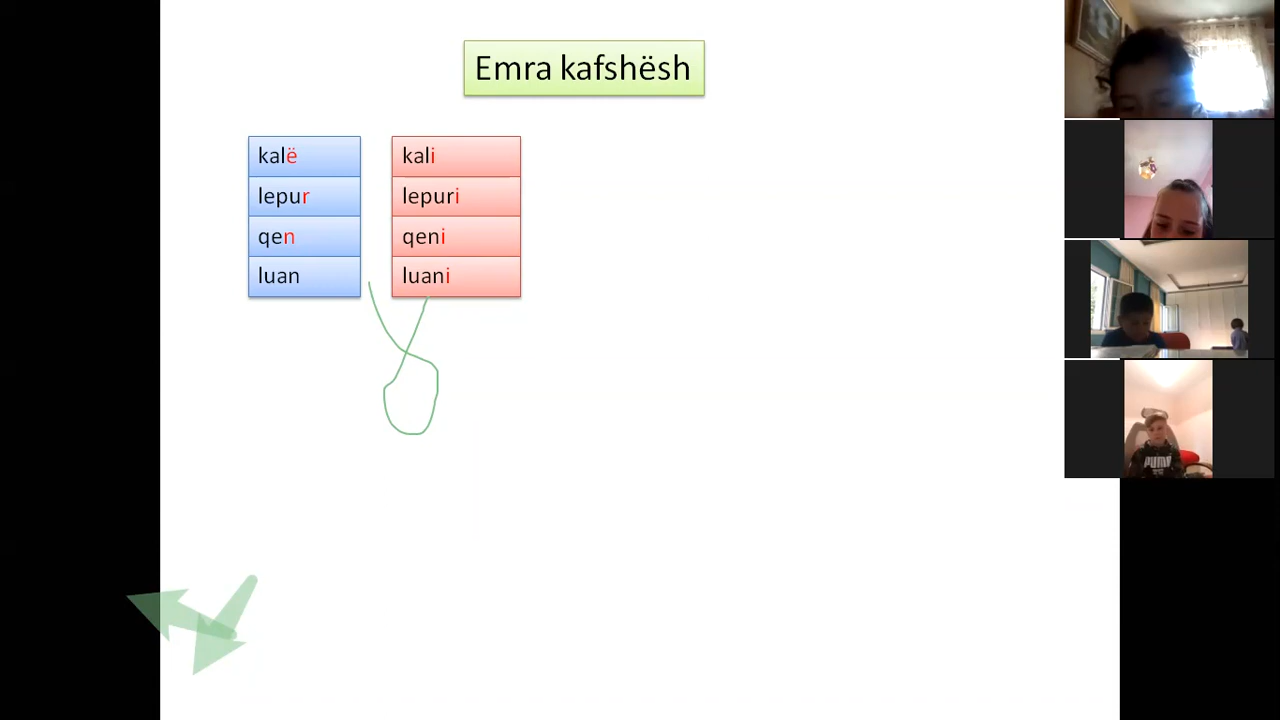 Emra kafshësh
kalë kali
lepur lepuri
qen qeni
luan luani
PUMA